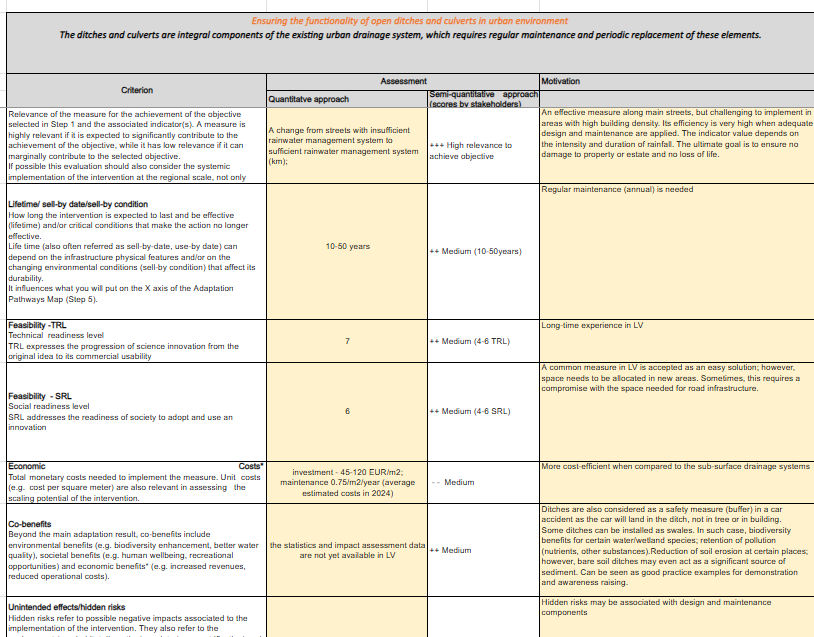 Ensuring the functionality of open ditches and culverts in urban environment
The ditches and culverts are integral components of the existing urban drainage system, which requires regular maintenance and periodic replacement of these elements.
Criterion
Assessment
Motivation
Quantitatve approach
Semi-quantitative approach
(scores by stakeholders)
Relevance of the measure for the achievement of the objective
selected in Step 1 and the associated indicator(s). A measure is
highly relevant if it is expected to significantly contribute to the
achievement of the objective, while it has low relevance if it can
marginally contribute to the selected objective.
If possible this evaluation should also consider the systemic
implementation of the intervention at the regional scale, not only
A change from streets with insufficient
rainwater management system to
sufficient rainwater management system
(km);
+++ High relevance to
achieve objective
An effective measure along main streets, but challenging to implement in
areas with high building density. Its efficiency is very high when adequate
design and maintenance are applied. The indicator value depends on
the intensity and duration of rainfall. The ultimate goal is to ensure no
damage to property or estate and no loss of life.
Lifetime/ sell-by date/sell-by condition
How long the intervention is expected to last and be effective
(lifetime) and/or critical conditions that make the action no longer
effective.
Life time (also often referred as sell-by-date, use-by date) can
depend on the infrastructure physical features and/or on the
changing environmental conditions (sell-by condition) that affect its
durability.
It influences what you will put on the X axis of the Adaptation
Pathways Map (Step 5).
10-50 years
++ Medium (10-50years)
Regular maintenance (annual) is needed
Feasibility -TRL
Technical readiness level
TRL expresses the progression of science innovation from the
original idea to its commercial usability
7
++ Medium (4-6 TRL)
Long-time experience in LV
Feasibility - SRL
Social readiness level
SRL addresses the readiness of society to adopt and use an
innovation
6
++ Medium (4-6 SRL)
A common measure in LV is accepted as an easy solution; however,
space needs to be allocated in new areas. Sometimes, this requires a
compromise with the space needed for road infrastructure.
Economic Costs*
Total monetary costs needed to implement the measure. Unit costs
(e.g. cost per square meter) are also relevant in assessing the
scaling potential of the intervention.
investment - 45-120 EUR/m2;
maintenance 0.75/m2/year (average
estimated costs in 2024)
- - Medium
More cost-efficient when compared to the sub-surface drainage systems
Co-benefits
Beyond the main adaptation result, co-benefits include
environmental benefits (e.g. biodiversity enhancement, better water
quality), societal benefits (e.g. human wellbeing, recreational
opportunities) and economic benefits* (e.g. increased revenues,
reduced operational costs).
the statistics and impact assessment data
are not yet available in LV
++ Medium
Ditches are also considered as a safety measure (buffer) in a car
accident as the car will land in the ditch, not in tree or in building.
Some ditches can be installed as swales. In such case, biodiversity
benefits for certain water/wetland species; retention of pollution
(nutrients, other substances).Reduction of soil erosion at certain places;
however, bare soil ditches may even act as a significant source of
sediment. Can be seen as good practice examples for demonstration
and awareness raising.
Unintended effects/hidden risks
Hidden risks refer to possible negative impacts associated to the
implementation of the intervention. They also refer to the
Hidden risks may be associated with design and maintenance
components